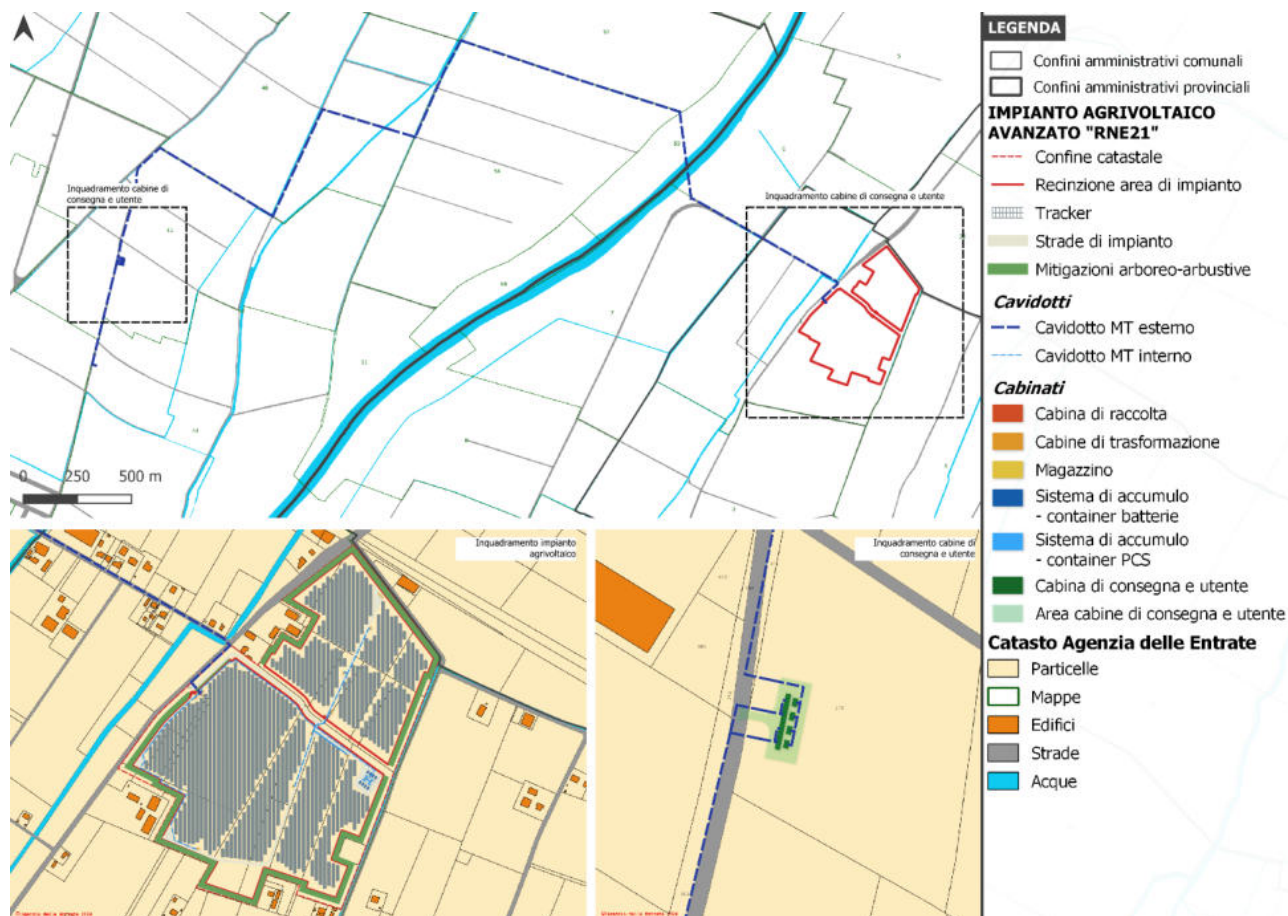 Inquadramento cabine di
consegna e utente
Inquadramento cabine di consegna e utente
0 250 500 m
Inquadramento impianto
agrivoltaico
Inquadramento cabine di
consegna e utente
LEGENDA
Confini amministrativi comunali
Confini amministrativi provinciali
IMPIANTO AGRIVOLTAICO
AVANZATO "RNE21"
Confine catastale
Recinzione area di impianto
Tracker
Strade di impianto
Mitigazioni arboreo-arbustive
Cavidotti
Cavidotto MT esterno
Cavidotto MT interno
Cabinati
Cabina di raccolta
Cabine di trasformazione
Magazzino
Sistema di accumulo
- container batterie
Sistema di accumulo
- container PCS
Cabina di consegna e utente
Area cabine di consegna e utente
Catasto Agenzia delle Entrate
Particelle
Mappe
Edifici
Strade
Acque